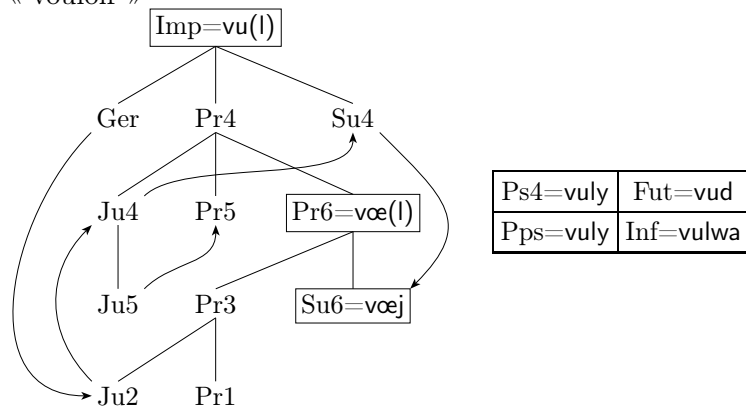 « vouloir »
Imp=vu(l)
Ger Pr4 Su4
Ju4 Pr5 Pr6=vœ(l)
Ps4=vuly Fut=vud
Pps=vuly Inf=vulwa
Ju5 Pr3 Su6=vœj
Ju2 Pr1